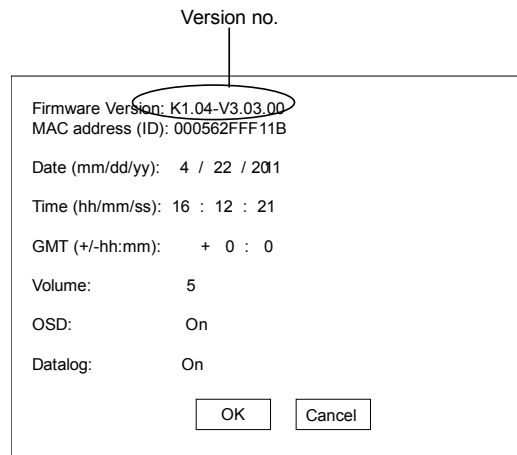 Version no.
Firmware Version: K1.04-V3.03.00
MAC address (ID): 000562FFF11B
Date (mm/dd/yy): 4 / 22 / 2011
Time (hh/mm/ss): 16 : 12 : 21
GMT (+/-hh:mm): + 0 : 0
Volume: 5
OSD: On
Datalog: On
OK Cancel